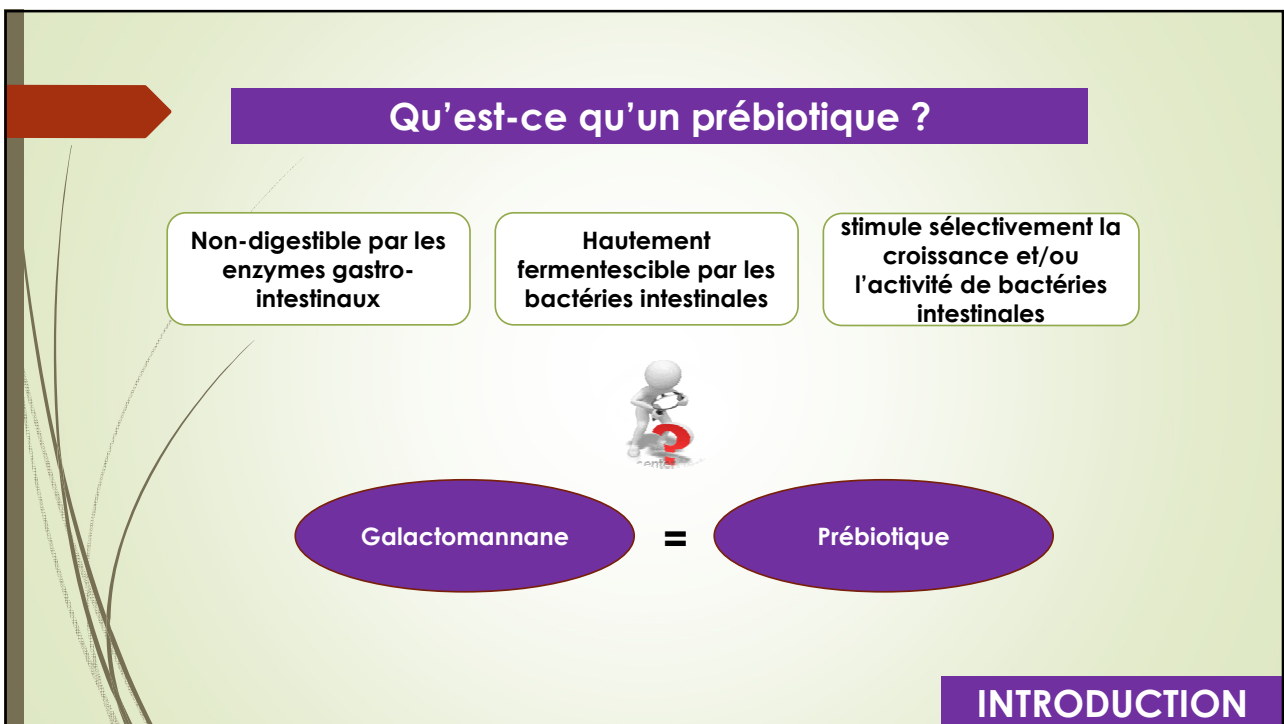 Qu’est-ce qu’un prébiotique ?
Non-digestible par les
enzymes gastro-
intestinaux
Hautement
fermentescible par les
bactéries intestinales
stimule sélectivement la
croissance et/ou
l’activité de bactéries
intestinales
Galactomannane
=
Prébiotique
INTRODUCTION